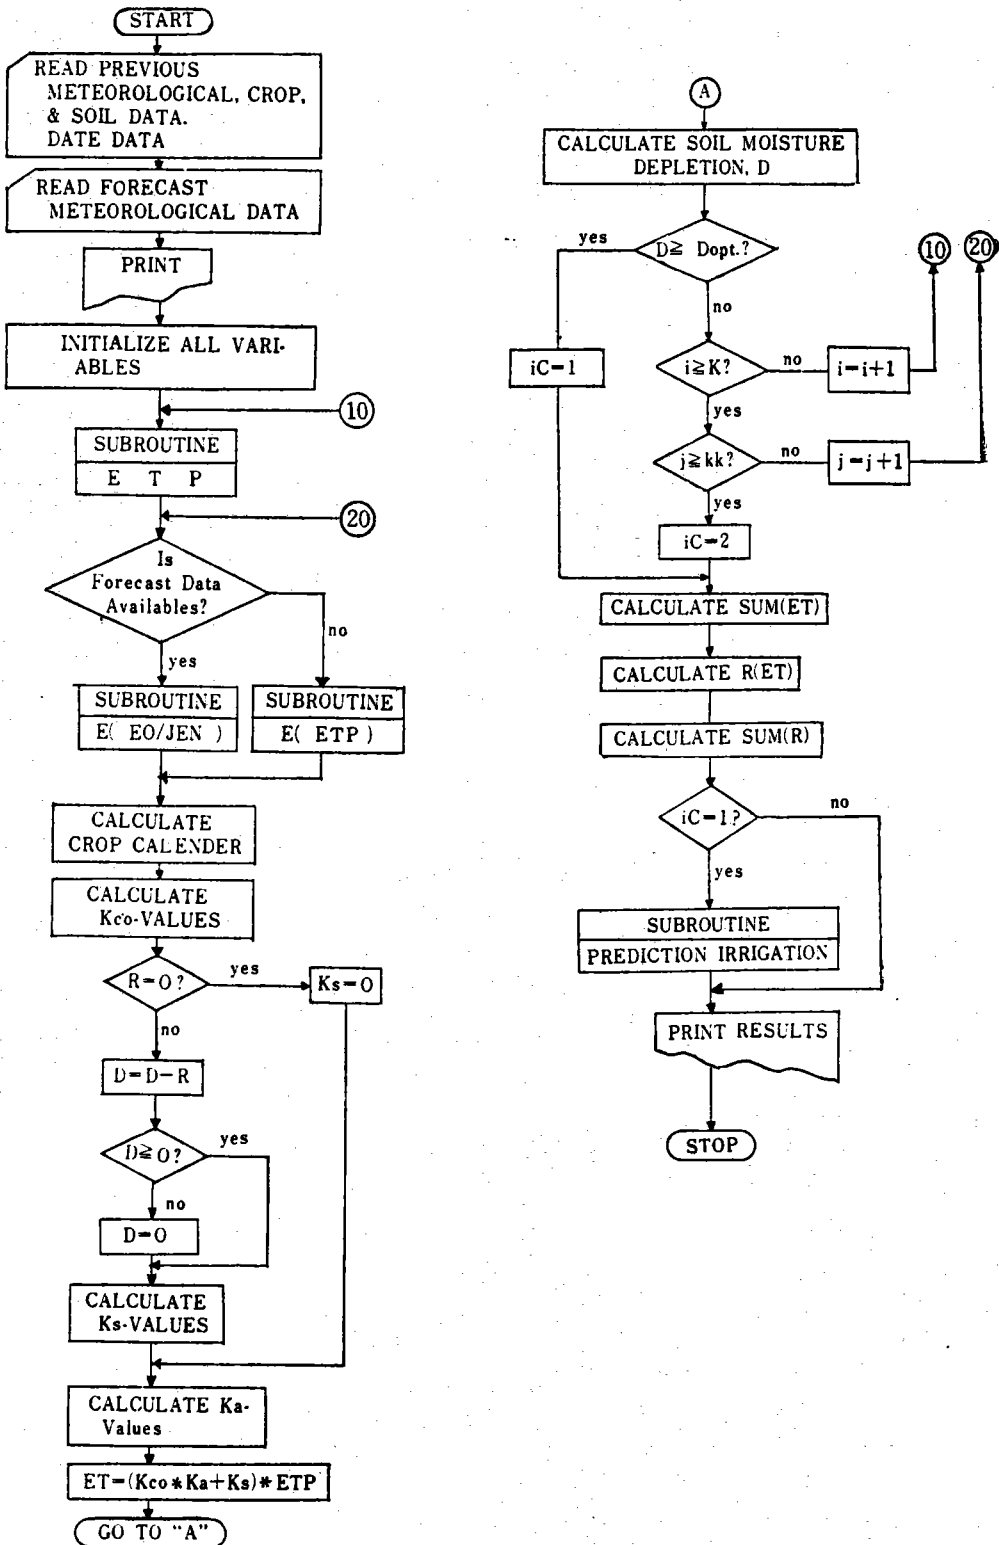 START
READ PREVIOUS
METEOROLOGICAL, CROP,
& SOIL DATA.
DATE DATA
READ FORECAST
METEOROLOGICAL DATA
PRINT
INITIALIZE ALL VARI-
ABLES
10
SUBROUTINE
E T P
20
Is
Forecast Data
Availables?
no
yes
SUBROUTINE
E( EO/JEN )
SUBROUTINE
E( ETP )
CALCULATE
CROP CALENDER
CALCULATE
Kco-VALUES
R=O?
yes
Ks=O
no
D=D-R
D≧O?
yes
no
D=O
CALCULATE
Ks-VALUES
CALCULATE Ka-
Values
ET=(Kco*Ka+Ks)*ETP
GO TO "A"
A
CALCULATE SOIL MOISTURE
DEPLETION, D
yes
D≧ Dopt.?
10
20
no
iC=1
i≧K?
no
i=i+1
yes
j≧kk?
no
j=j+1
yes
iC=2
CALCULATE SUM(ET)
CALCULATE R(ET)
CALCULATE SUM(R)
iC=1?
no
yes
SUBROUTINE
PREDICTION IRRIGATION
PRINT RESULTS
STOP